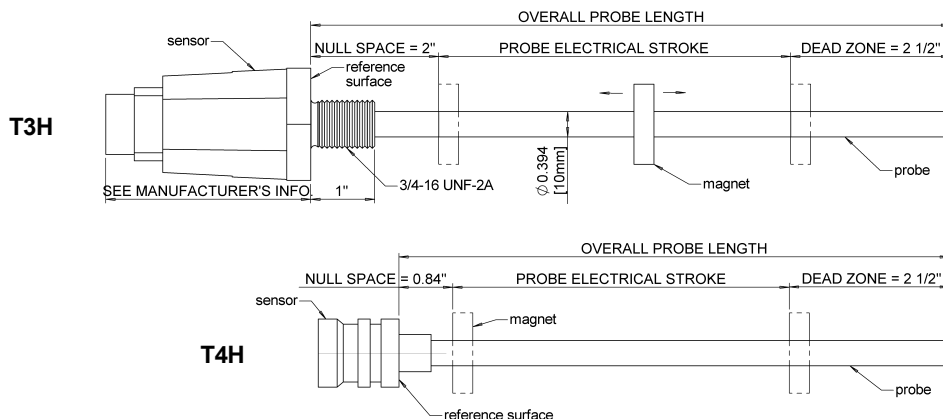 OVERALL PROBE LENGTH
sensor
NULL SPACE = 2"
PROBE ELECTRICAL STROKE
DEAD ZONE = 2 1/2"
reference
surface
T3H
Ø 0.394
[10mm]
probe
3/4-16 UNF-2A
magnet
SEE MANUFACTURER'S INFO.
1"
OVERALL PROBE LENGTH
NULL SPACE = 0.84"
PROBE ELECTRICAL STROKE
DEAD ZONE = 2 1/2"
sensor
magnet
T4H
probe
reference surface